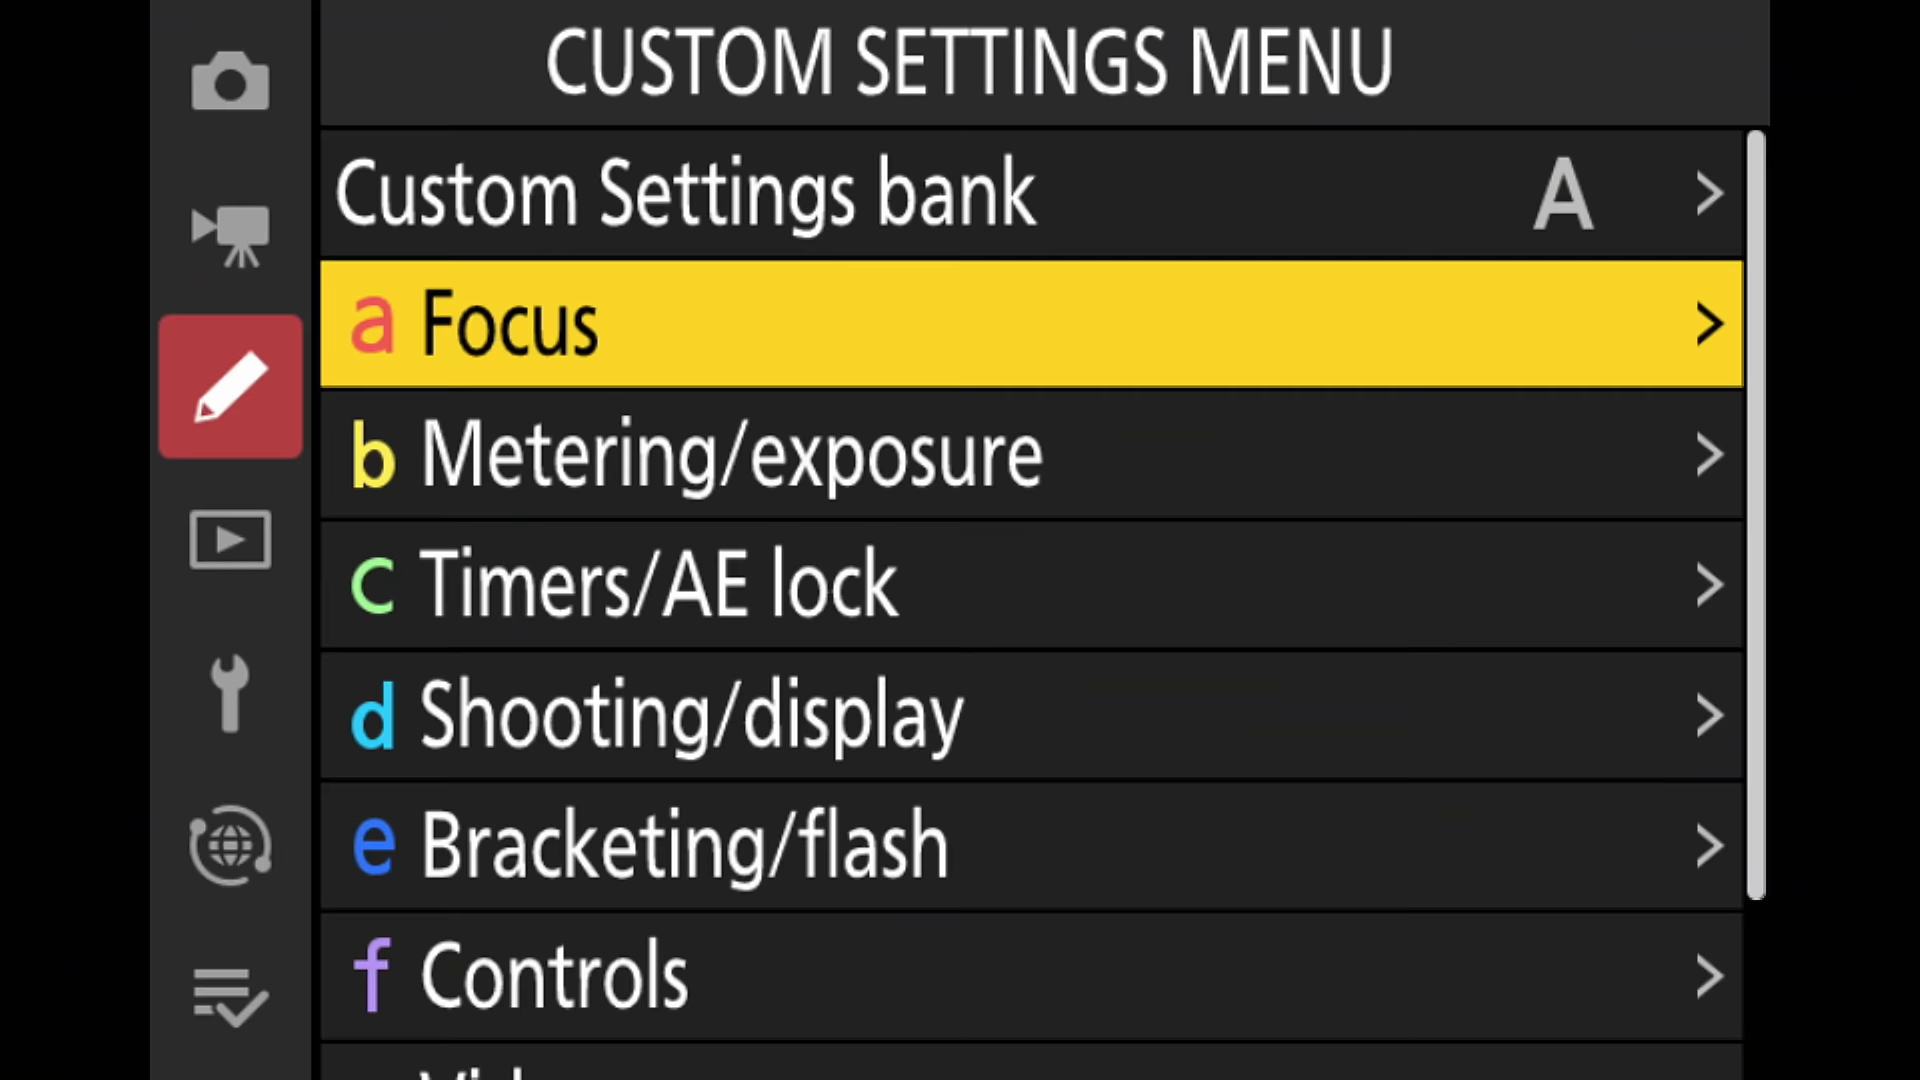 CUSTOM SETTINGS MENU
Custom Settings bank A
a Focus
b Metering/exposure
c Timers/AE lock
d Shooting/display
e Bracketing/flash
f Controls